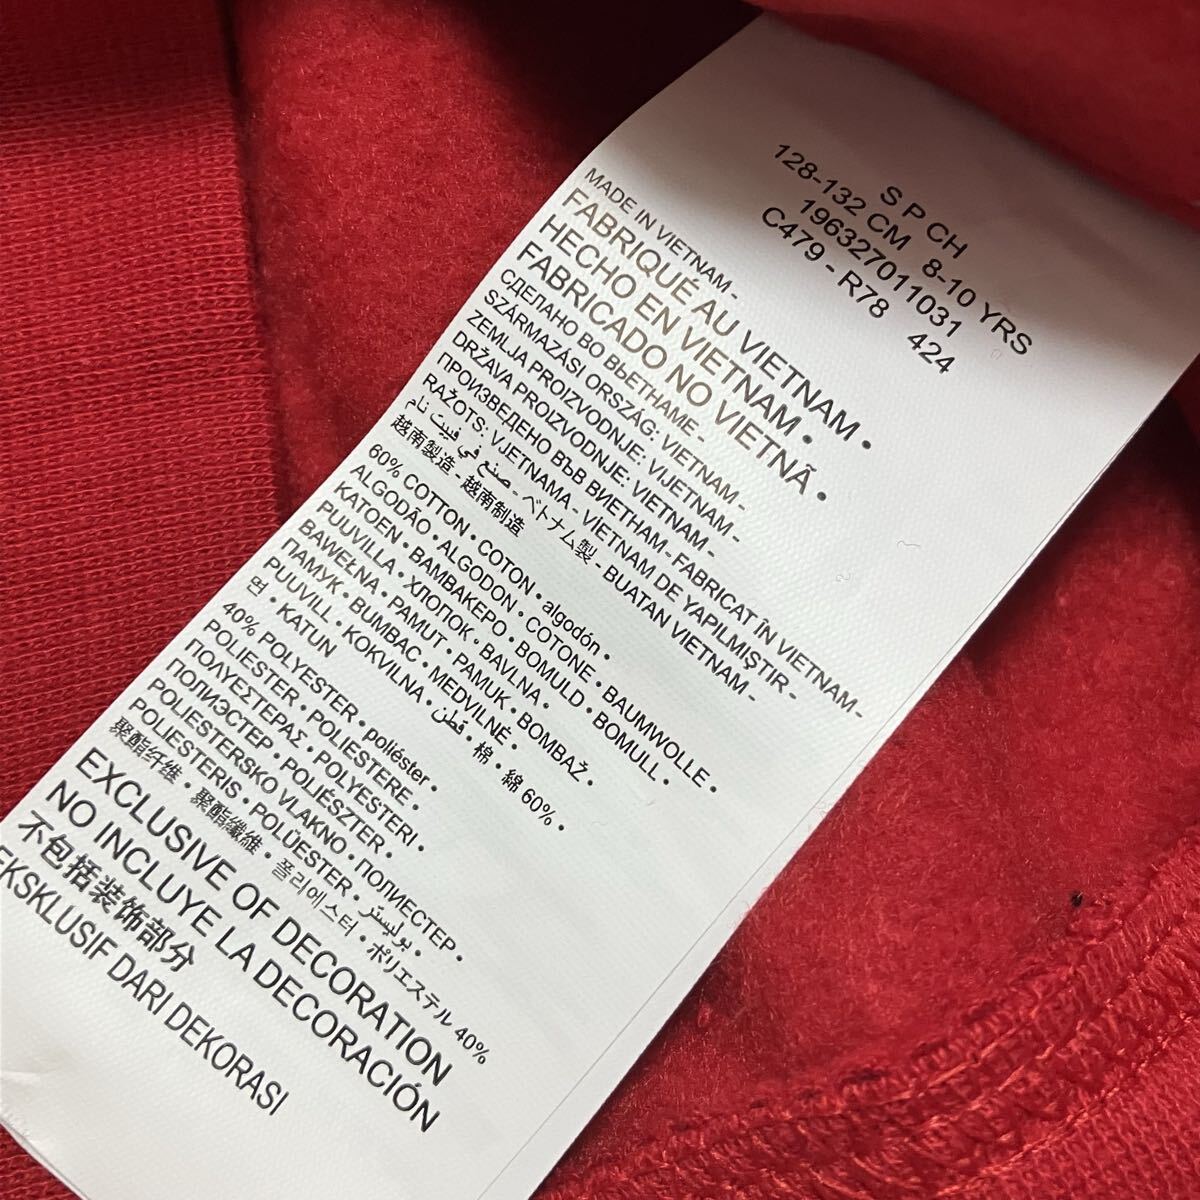 S P CH
128-132 CM 8-10 YRS
196327011031
C479 - R78 424
MADE IN VIETNAM -
FABRIQUÉ AU VIETNAM •
HECHO EN VIETNAM •
FABRICADO NO VIETNÃ •
СДЕЛАНО ВО ВЬЕТНАМЕ -
SZÁRMAZÁSI ORSZÁG: VIETNAM -
ZEMLJA PROIZVODNJE: VIJETNAM -
DRŽAVA PROIZVODNJE: VIETNAM -
ПРОИЗВЕДЕНО ВЪВ ВИЕТНАМ - FABRICAT ÎN VIETNAM -
RAŽOTS: VJETNAMA - VİETNAM DE YAPILMIŞTIR -
صنع في فييت نام - ベトナム製 - BUATAN VIETNAM -
越南製造 - 越南制造
60% COTTON • COTON • algodón •
ALGODÃO • ALGODON • COTONE • BAUMWOLLE •
KATOEN • ΒΑΜΒΑΚΕΡΟ • BOMULD • BOMULL •
PUUVILLA • ХЛОПОК • BAVLNA •
BAWEŁNA • PAMUT • PAMUK • BOMBAŽ •
ПАМУК • BUMBAC • MEDVILNĖ •
PUUVILL • KOKVILNA • قطن • 棉 • 綿 60% •
면 • KATUN
40% POLYESTER • poliéster •
POLIESTER • POLIESTERE •
ΠΟΛΥΕΣΤΕΡΑΣ • POLYESTERI •
ПОЛИЭСТЕР • POLIÉSZTER •
POLIESTERSKO VLAKNO • ПОЛИЕСТЕР •
POLIESTERIS • POLÜESTER • بوليستر •
聚酯纤维 • 聚酯纖維 • 폴리에스터 • ポリエステル 40%
EXCLUSIVE OF DECORATION
NO INCLUYE LA DECORACIÓN
不包括装饰部分
EKSKLUSIF DARI DEKORASI